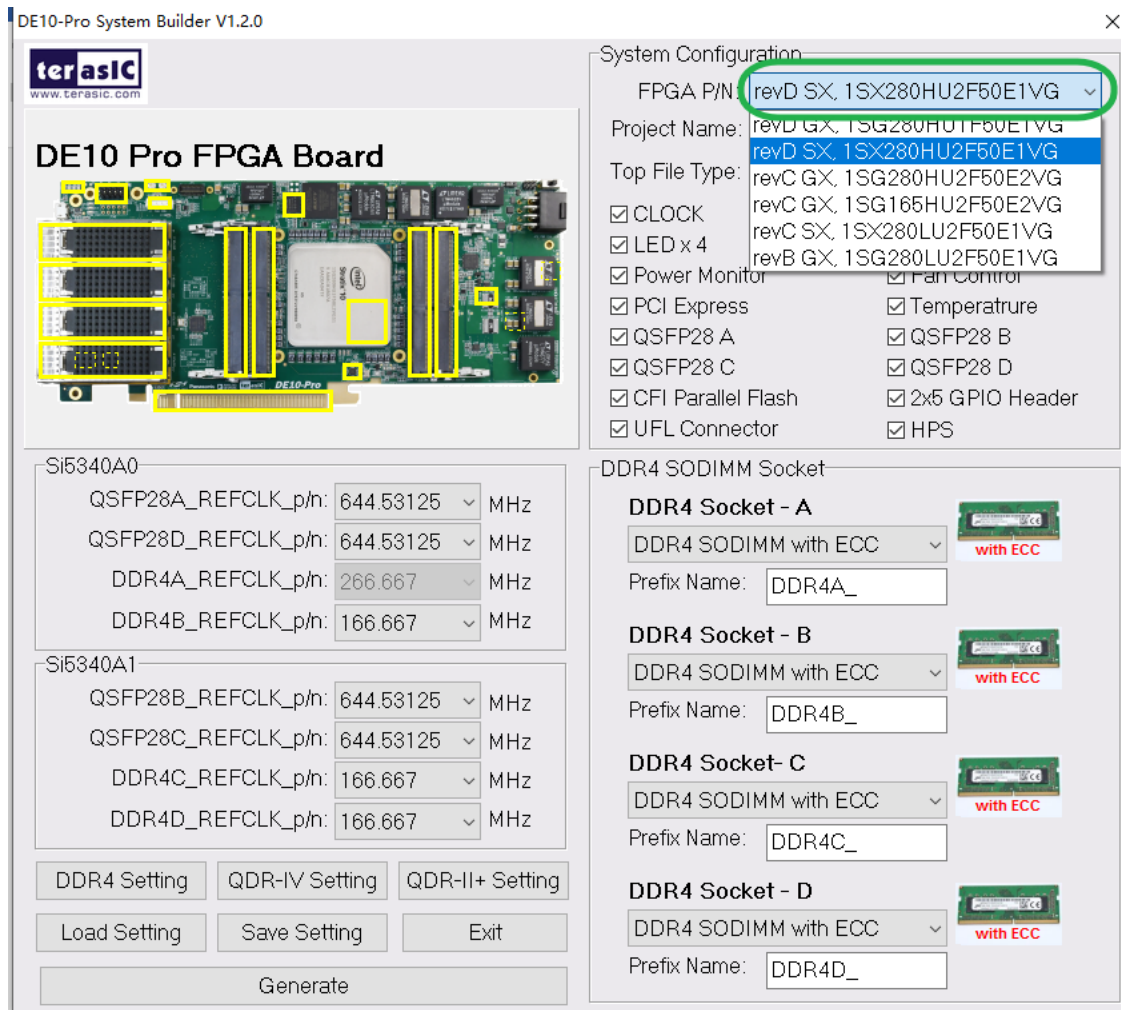 DE10-Pro System Builder V1.2.0
terasIC
www.terasic.com
DE10 Pro FPGA Board
DE10-Pro
System Configuration
FPGA P/N: revD SX, 1SX280HU2F50E1VG
revD GX, 1SG280HU1F50E1VG
revD SX, 1SX280HU2F50E1VG
revC GX, 1SG280HU2F50E2VG
revC GX, 1SG165HU2F50E2VG
revC SX, 1SX280LU2F50E1VG
revB GX, 1SG280LU2F50E1VG
Project Name:
Top File Type:
CLOCK
LED x 4
Power Monitor Fan Control
PCI Express Temperatrure
QSFP28 A QSFP28 B
QSFP28 C QSFP28 D
CFI Parallel Flash 2x5 GPIO Header
UFL Connector HPS
Si5340A0
QSFP28A_REFCLK_p/n: 644.53125 MHz
QSFP28D_REFCLK_p/n: 644.53125 MHz
DDR4A_REFCLK_p/n: 266.667 MHz
DDR4B_REFCLK_p/n: 166.667 MHz
Si5340A1
QSFP28B_REFCLK_p/n: 644.53125 MHz
QSFP28C_REFCLK_p/n: 644.53125 MHz
DDR4C_REFCLK_p/n: 166.667 MHz
DDR4D_REFCLK_p/n: 166.667 MHz
DDR4 Setting QDR-IV Setting QDR-II+ Setting
Load Setting Save Setting Exit
Generate
DDR4 SODIMM Socket
DDR4 Socket - A
DDR4 SODIMM with ECC
with ECC
Prefix Name: DDR4A_
DDR4 Socket - B
DDR4 SODIMM with ECC
with ECC
Prefix Name: DDR4B_
DDR4 Socket- C
DDR4 SODIMM with ECC
with ECC
Prefix Name: DDR4C_
DDR4 Socket - D
DDR4 SODIMM with ECC
with ECC
Prefix Name: DDR4D_